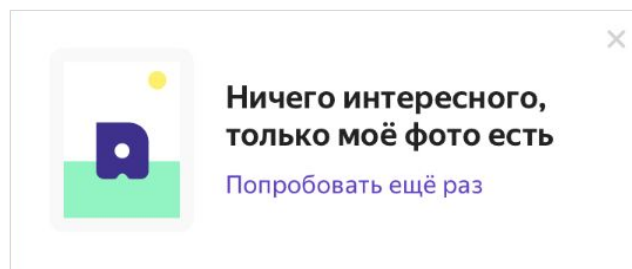 Ничего интересного,
только моё фото есть
Попробовать ещё раз